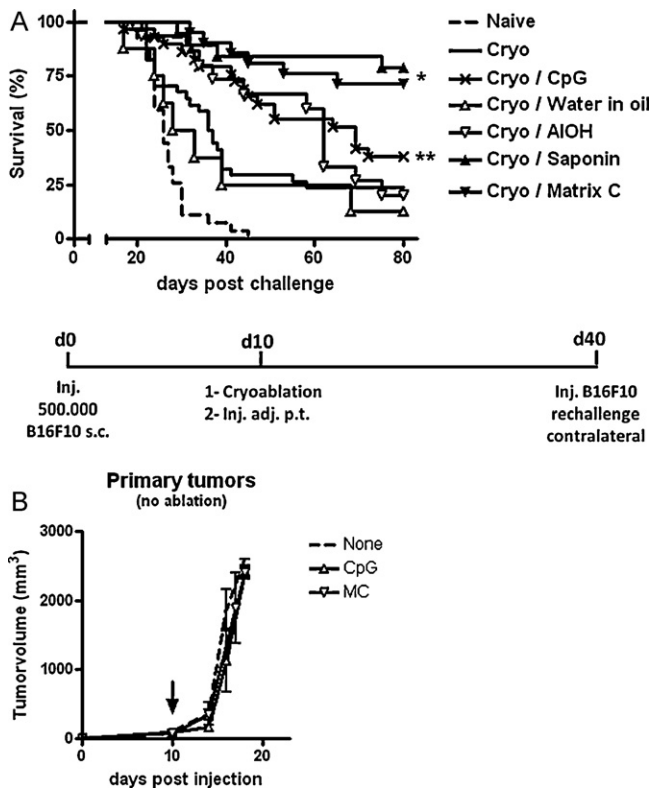 A
Survival (%)
100
75
50
25
0
0
20
40
60
80
days post challenge
*
**
Naive
Cryo
Cryo / CpG
Cryo / Water in oil
Cryo / AlOH
Cryo / Saponin
Cryo / Matrix C
d0
d10
d40
Inj.
500.000
B16F10 s.c.
1- Cryoablation
2- Inj. adj. p.t.
Inj. B16F10
rechallenge
contralateral
B
Primary tumors
(no ablation)
Tumorvolume (mm³)
3000
2000
1000
0
0
10
20
days post injection
None
CpG
MC